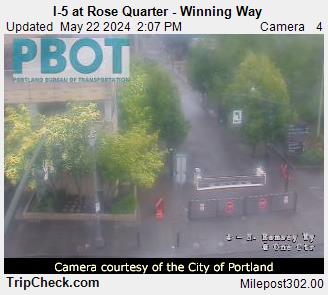 I-5 at Rose Quarter - Winning Way
Updated May 22 2024 2:07 PM Camera 4
PBOT
PORTLAND BUREAU OF TRANSPORTATION
Camera courtesy of the City of Portland
TripCheck.com Milepost302.00